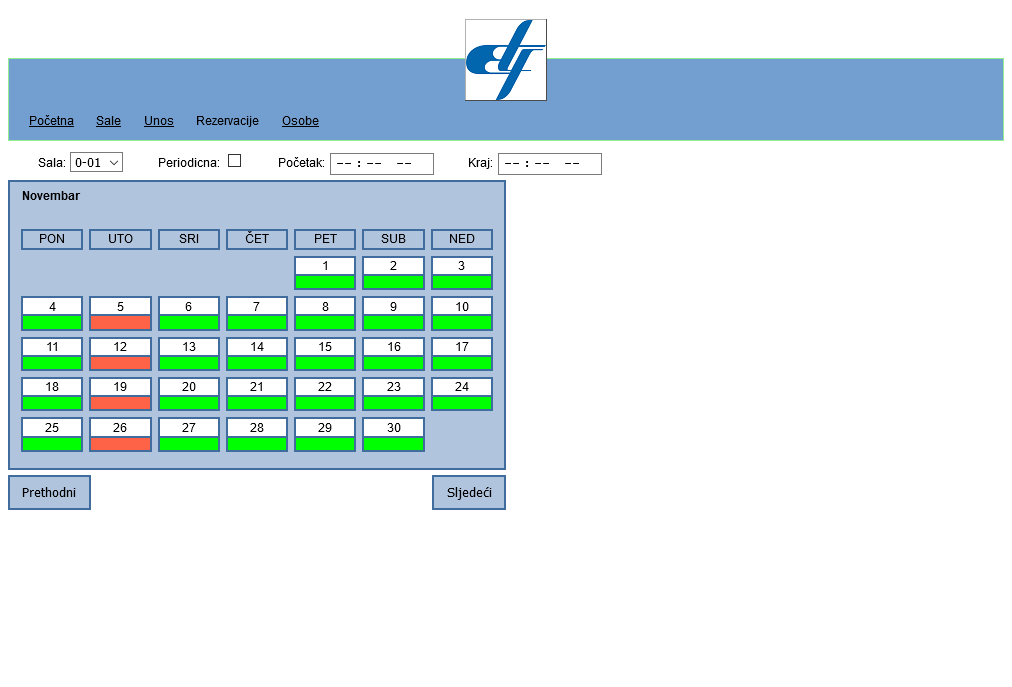 Početna Sale Unos Rezervacije Osobe
Sala: 0-01 Periodicna: Početak: -- : -- -- Kraj: -- : -- --
Novembar
PON UTO SRI ČET PET SUB NED
1 2 3
4 5 6 7 8 9 10
11 12 13 14 15 16 17
18 19 20 21 22 23 24
25 26 27 28 29 30
Prethodni Sljedeći